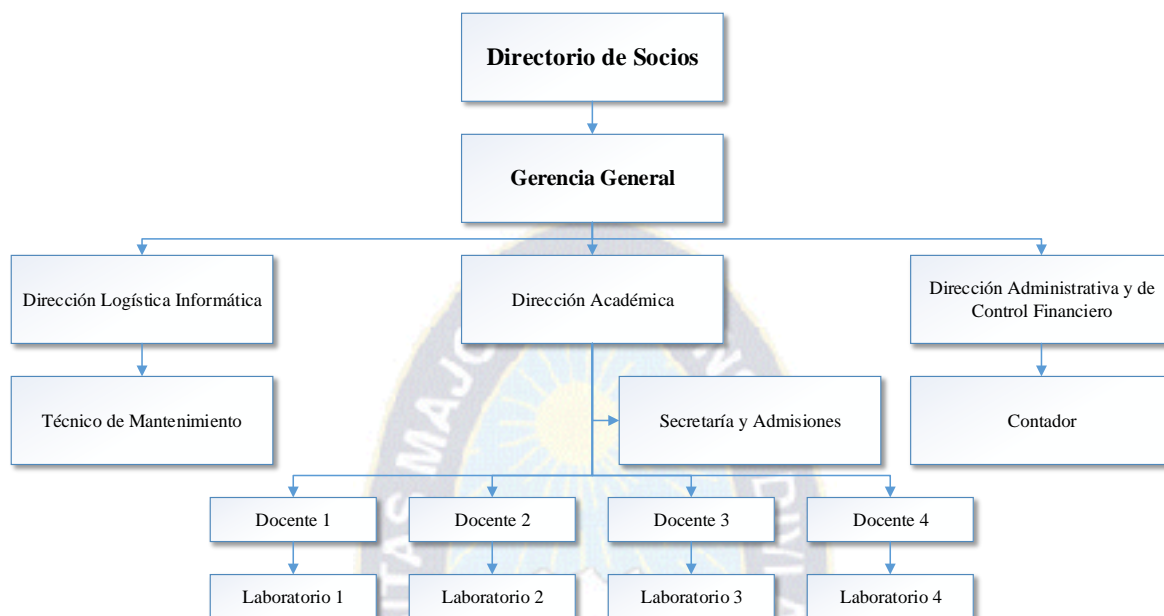 Directorio de Socios
Gerencia General
Dirección Logística Informática
Dirección Académica
Dirección Administrativa y de
Control Financiero
Técnico de Mantenimiento
Secretaría y Admisiones
Contador
Docente 1
Docente 2
Docente 3
Docente 4
Laboratorio 1
Laboratorio 2
Laboratorio 3
Laboratorio 4